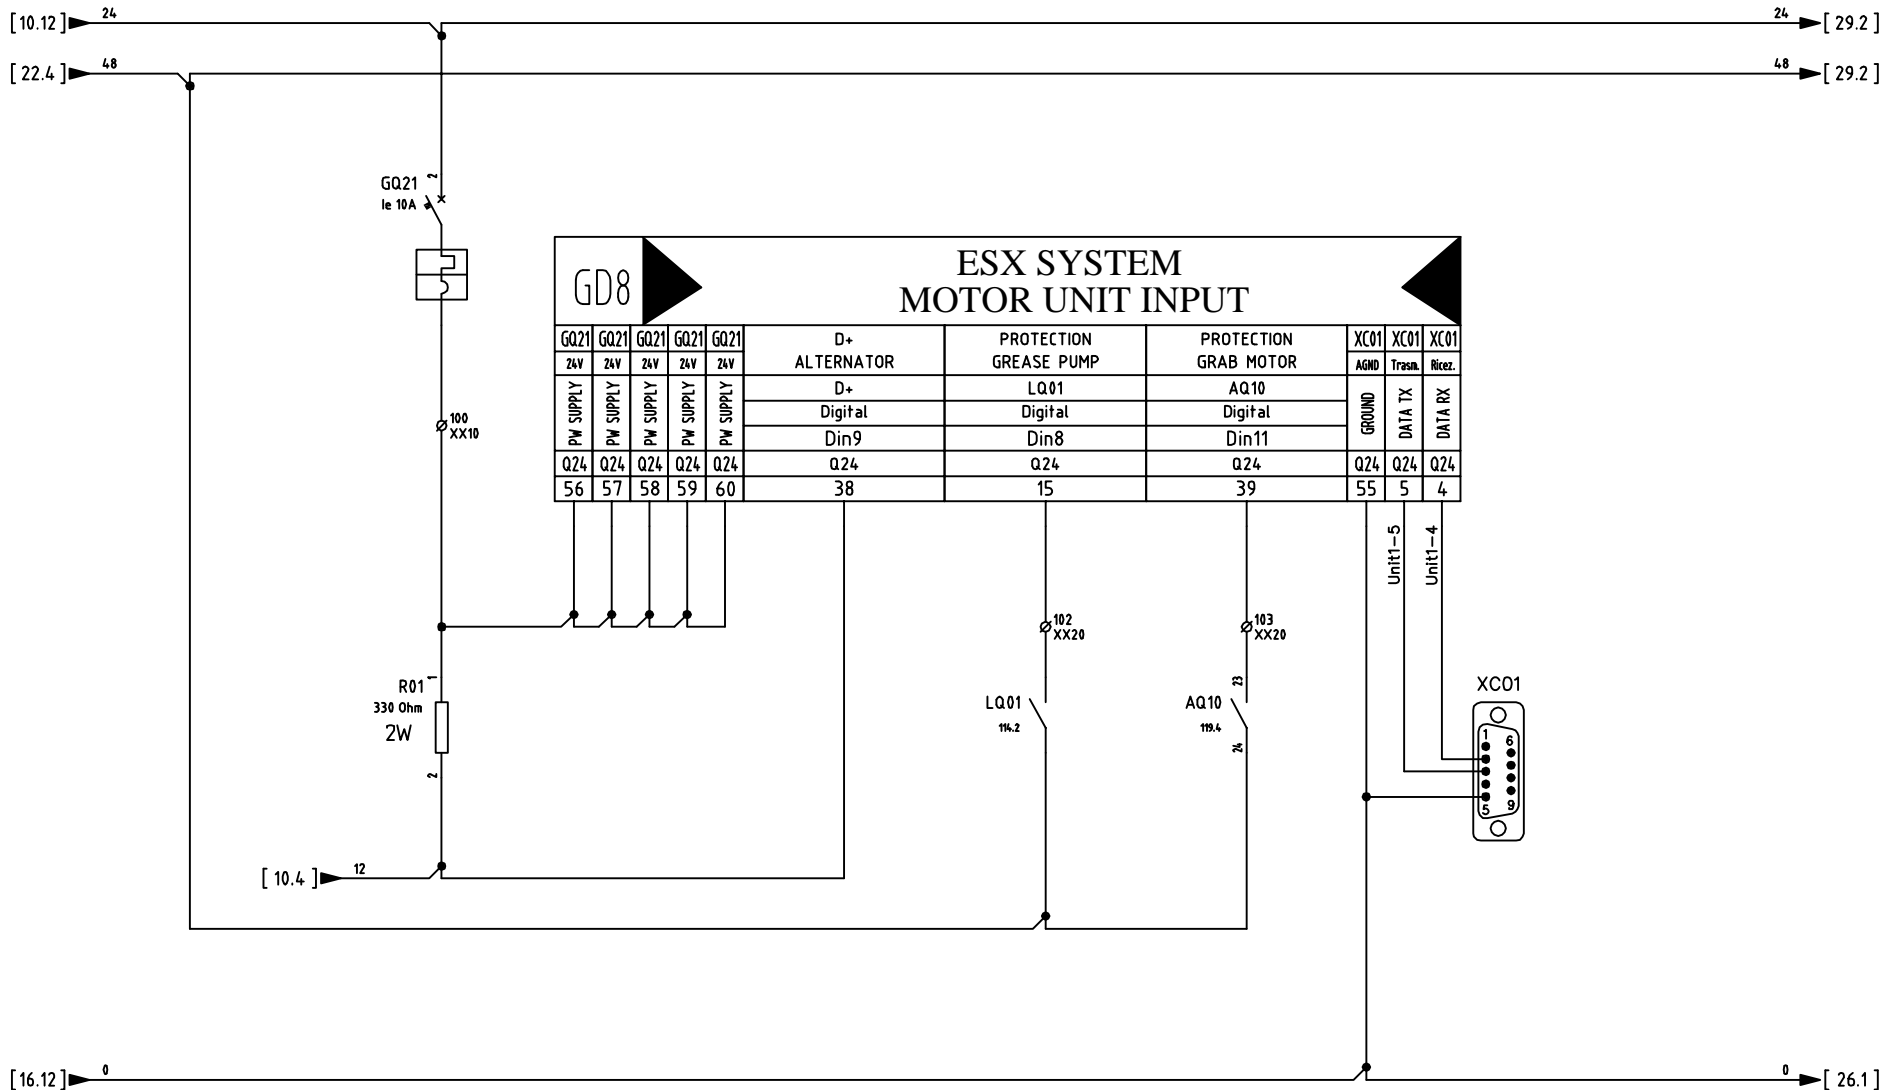 24
[10.12]
24
[ 29.2 ]
48
[ 22.4 ]
48
[ 29.2 ]
2
GQ21
Ie 10A
GD8
ESX SYSTEM
MOTOR UNIT INPUT
GQ21 GQ21 GQ21 GQ21 GQ21
24V 24V 24V 24V 24V
PW SUPPLY PW SUPPLY PW SUPPLY PW SUPPLY PW SUPPLY
Q24 Q24 Q24 Q24 Q24
56 57 58 59 60
D+
ALTERNATOR
D+
Digital
Din9
Q24
38
PROTECTION
GREASE PUMP
LQ01
Digital
Din8
Q24
15
PROTECTION
GRAB MOTOR
AQ10
Digital
Din11
Q24
39
XC01 XC01 XC01
AGND Trasm. Ricez.
GROUND DATA TX DATA RX
Q24 Q24 Q24
55 5 4
100
XX10
Unit1-5
Unit1-4
102
XX20
103
XX20
1
R01
330 Ohm
2W
2
LQ01
114.2
23
AQ10
119.4
24
XC01
1
6
5
9
12
[ 10.4 ]
0
[16.12]
0
[ 26.1 ]